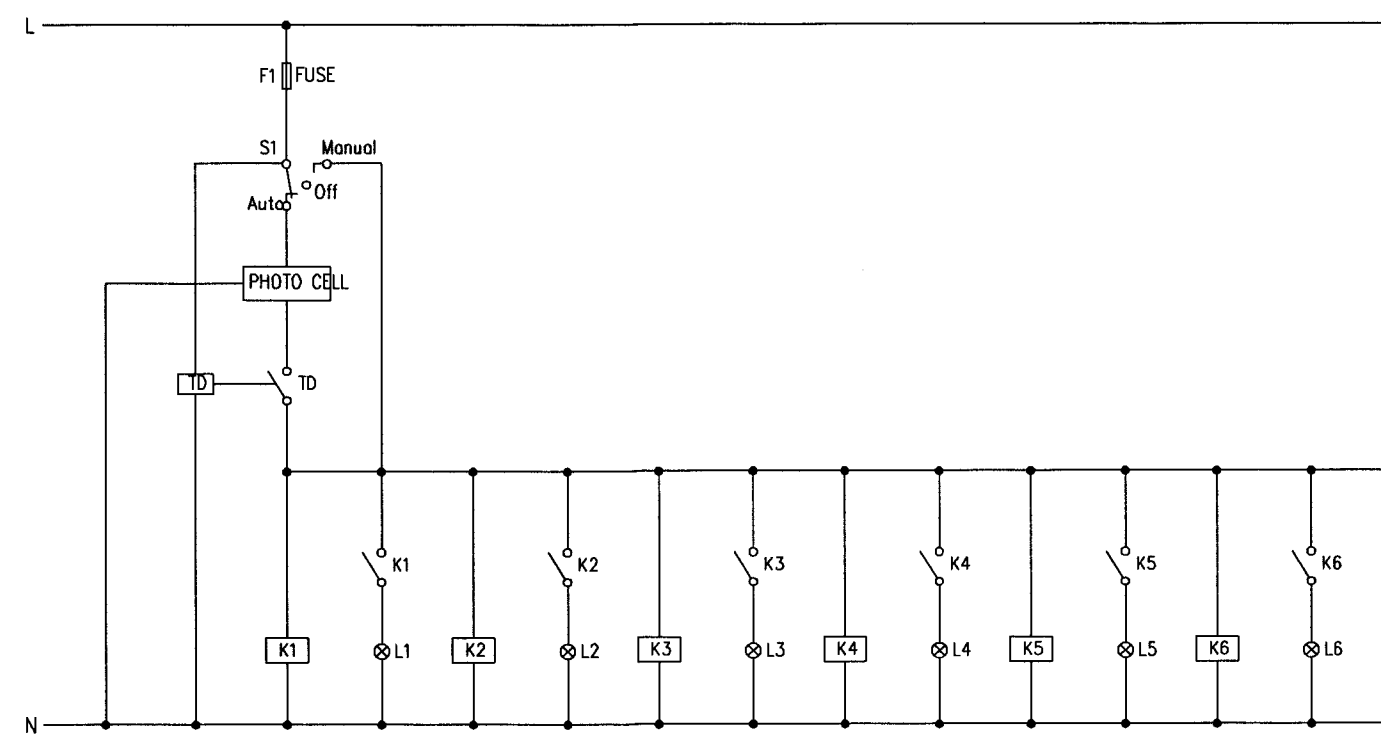 L
F1 FUSE
S1 Manual
Off
Auto
PHOTO CELL
TD TD
K1 K2 K3 K4 K5 K6
K1 L1 K2 L2 K3 L3 K4 L4 K5 L5 K6 L6
N